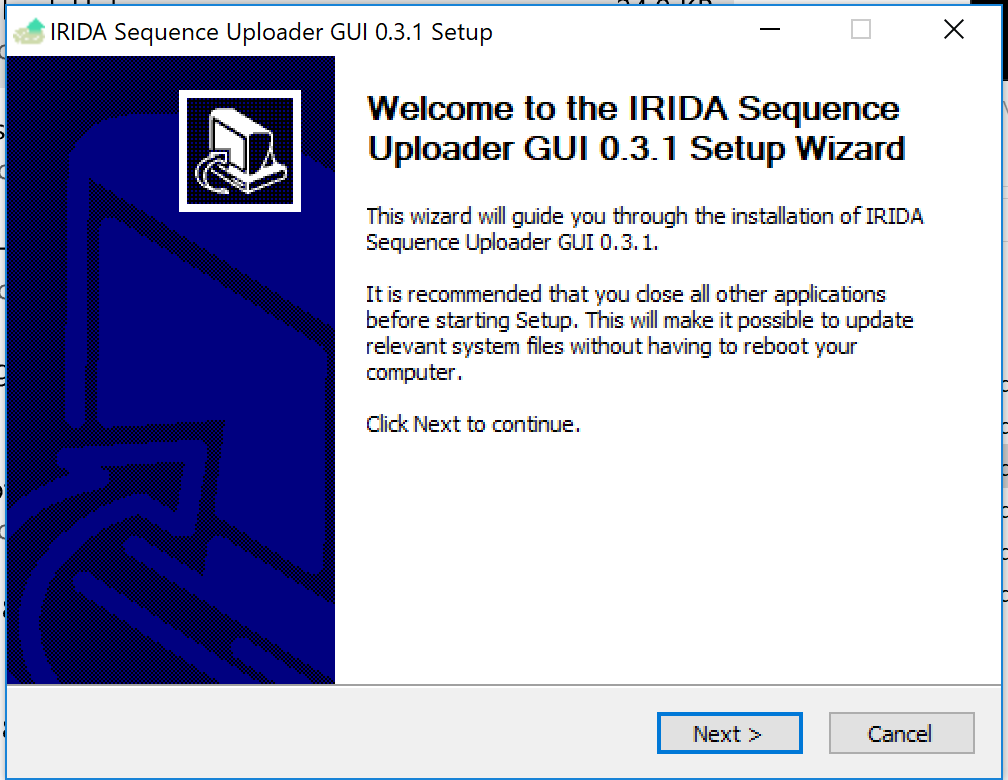 IRIDA Sequence Uploader GUI 0.3.1 Setup
Welcome to the IRIDA Sequence
Uploader GUI 0.3.1 Setup Wizard
This wizard will guide you through the installation of IRIDA
Sequence Uploader GUI 0.3.1.
It is recommended that you close all other applications
before starting Setup. This will make it possible to update
relevant system files without having to reboot your
computer.
Click Next to continue.
Next >
Cancel